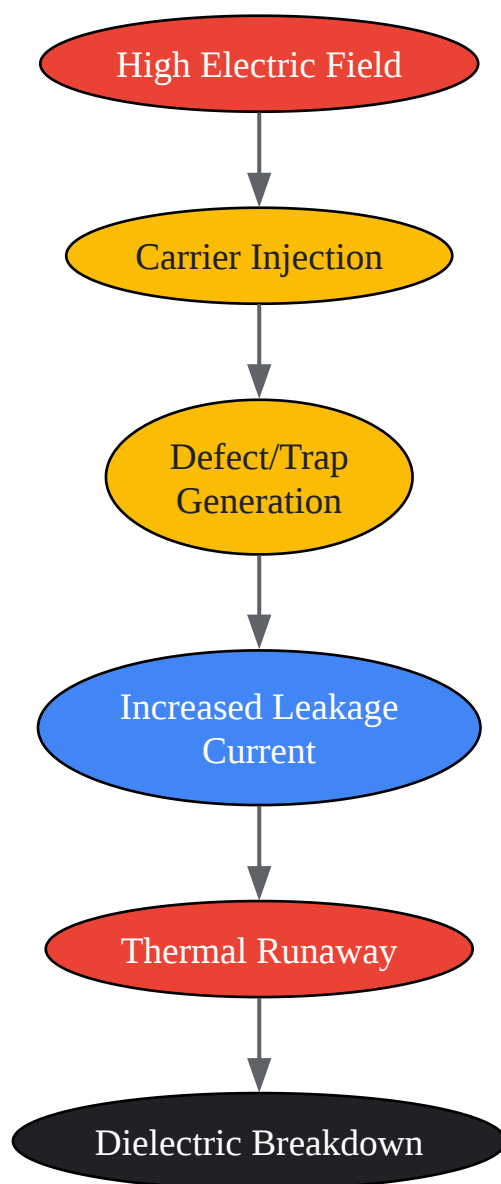 High Electric Field
Carrier Injection
Defect/Trap
Generation
Increased Leakage
Current
Thermal Runaway
Dielectric Breakdown